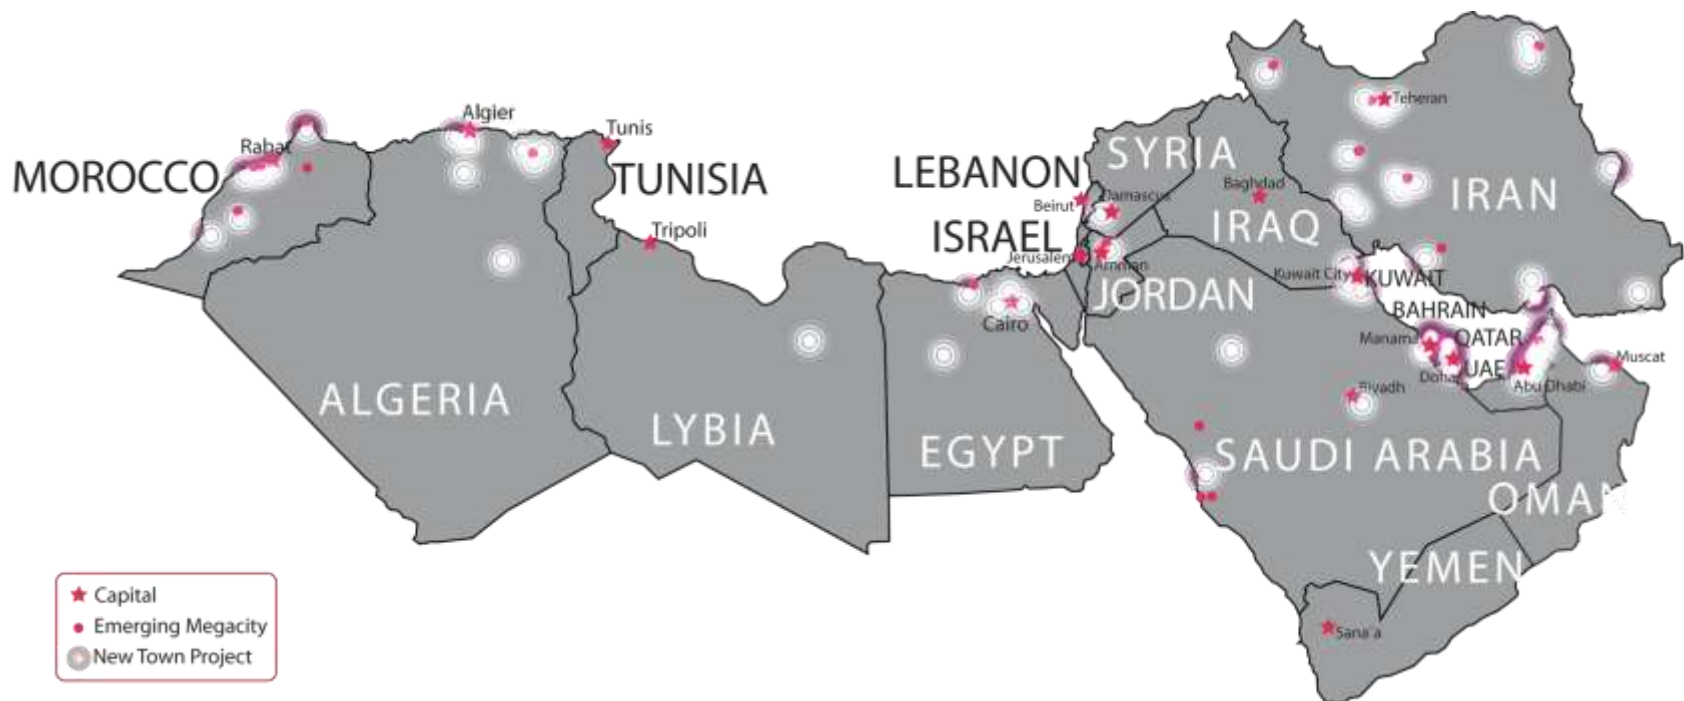 Algier
Tunis
Rabat
MOROCCO
TUNISIA
Tripoli
ALGERIA
LYBIA
EGYPT
Cairo
LEBANON
SYRIA
Beirut
Damascus
ISRAEL
Jerusalem
Amman
JORDAN
Baghdad
IRAQ
Teheran
IRAN
Kuwait City
KUWAIT
BAHRAIN
Manama
QATAR
Doha
UAE
Abu Dhabi
Muscat
Riyadh
SAUDI ARABIA
OMAN
YEMEN
Sana´a
Capital
Emerging Megacity
New Town Project